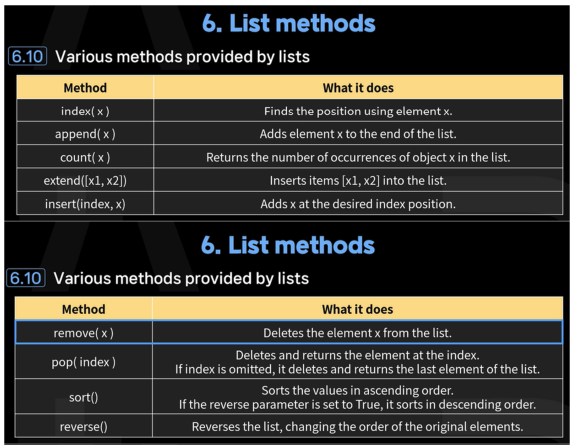 6. List methods
6.10 Various methods provided by lists
Method What it does
index( x ) Finds the position using element x.
append( x ) Adds element x to the end of the list.
count( x ) Returns the number of occurrences of object x in the list.
extend([x1, x2]) Inserts items [x1, x2] into the list.
insert(index, x) Adds x at the desired index position.
6. List methods
6.10 Various methods provided by lists
Method What it does
remove( x ) Deletes the element x from the list.
pop( index ) Deletes and returns the element at the index.
If index is omitted, it deletes and returns the last element of the list.
sort() Sorts the values in ascending order.
If the reverse parameter is set to True, it sorts in descending order.
reverse() Reverses the list, changing the order of the original elements.